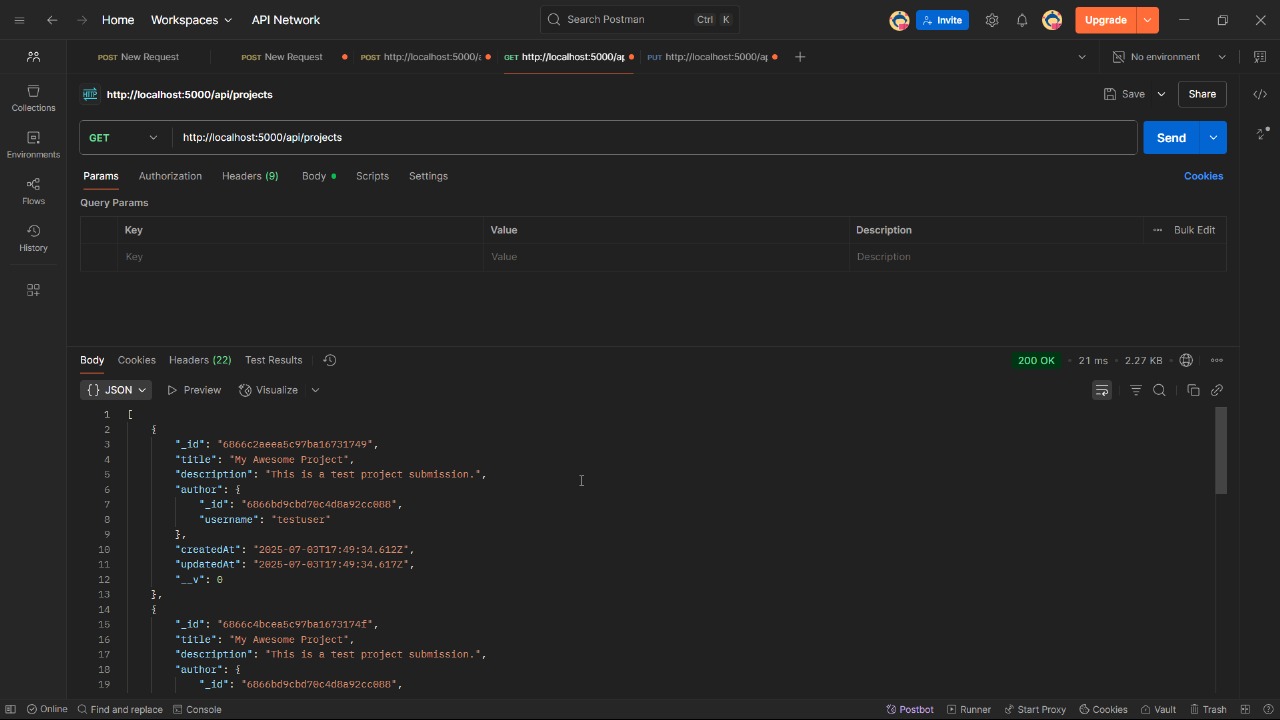 Home Workspaces API Network Search Postman Ctrl K Invite Upgrade
POST New Request POST New Request POST http://localhost:5000/a GET http://localhost:5000/ap PUT http://localhost:5000/ap No environment
HTTP http://localhost:5000/api/projects Save Share
Collections
GET http://localhost:5000/api/projects Send
Environments
Params Authorization Headers (9) Body Scripts Settings Cookies
Flows
Query Params
Key Value Description Bulk Edit
History
Key Value Description
Body Cookies Headers (22) Test Results 200 OK 21 ms 2.27 KB
{} JSON Preview Visualize
1 [
2 {
3 "_id": "6866c2aeea5c97ba16731749",
4 "title": "My Awesome Project",
5 "description": "This is a test project submission.",
6 "author": {
7 "_id": "6866bd9cbd70c4d8a92cc088",
8 "username": "testuser"
9 },
10 "createdAt": "2025-07-03T17:49:34.612Z",
11 "updatedAt": "2025-07-03T17:49:34.617Z",
12 "__v": 0
13 },
14 {
15 "_id": "6866c4bcea5c97ba1673174f",
16 "title": "My Awesome Project",
17 "description": "This is a test project submission.",
18 "author": {
19 "_id": "6866bd9cbd70c4d8a92cc088",
Online Find and replace Console Postbot Runner Start Proxy Cookies Vault Trash